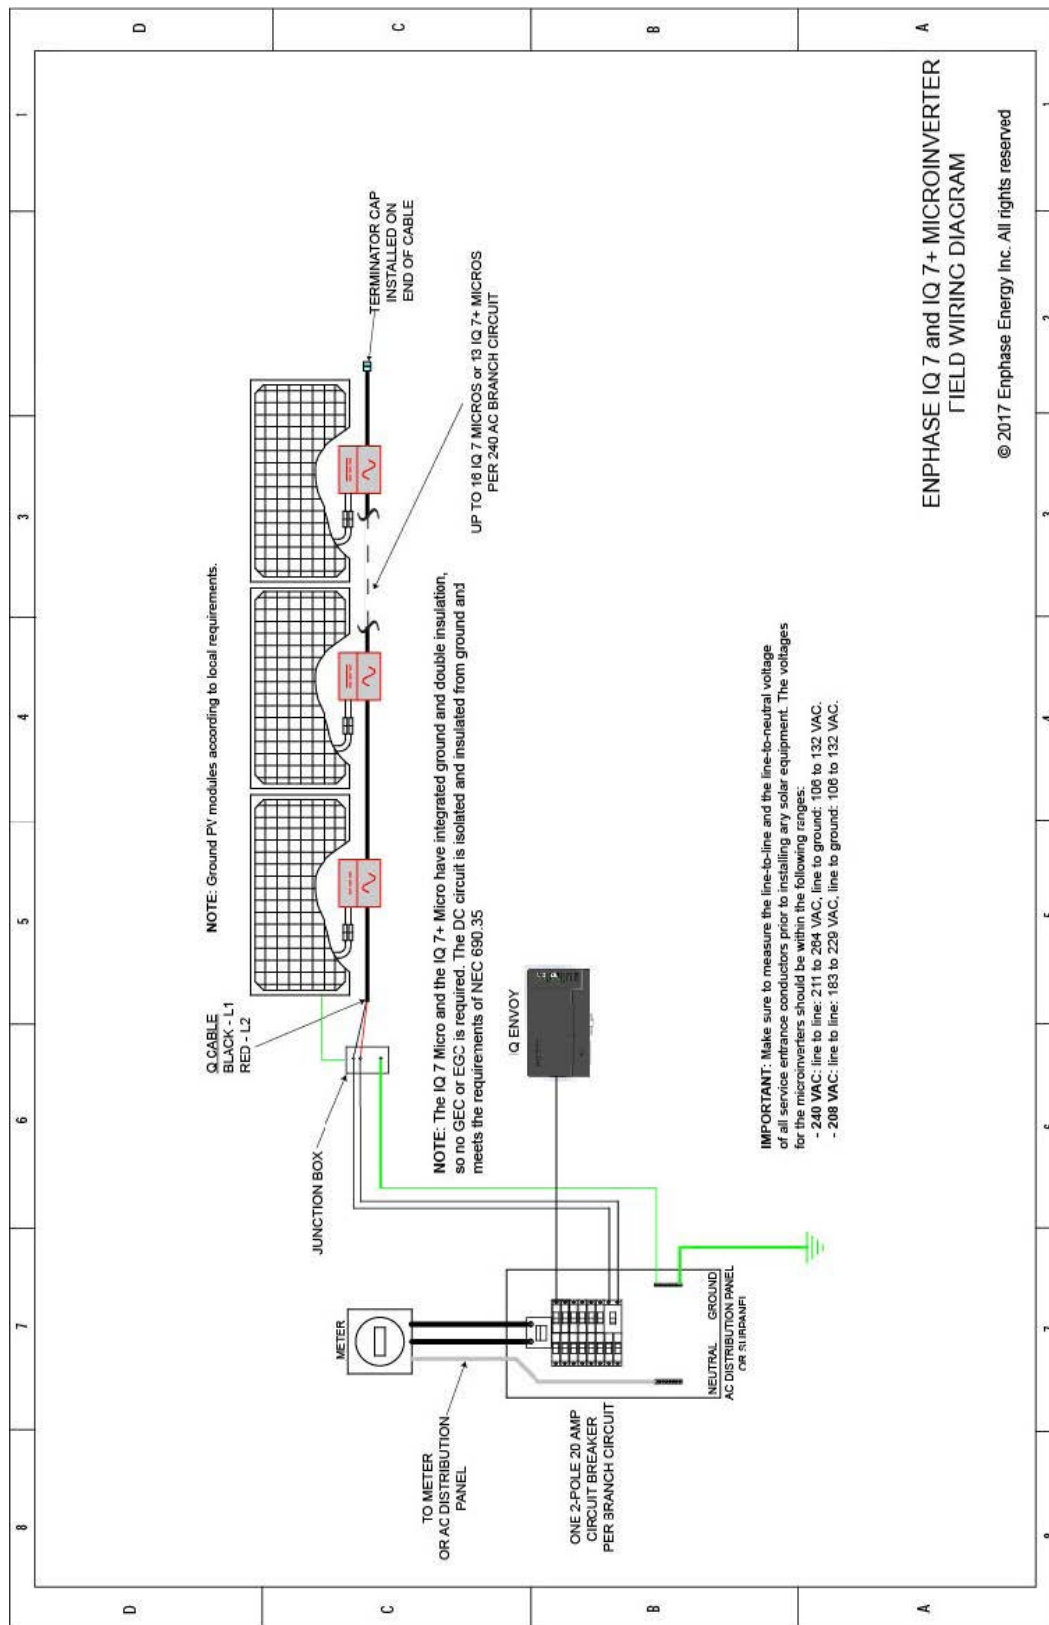 D
C
B
A
1
2
3
4
5
6
7
8
NOTE: Ground PV modules according to local requirements.
Q CABLE
BLACK - L1
RED - L2
TERMINATOR CAP
INSTALLED ON
END OF CABLE
JUNCTION BOX
UP TO 16 IQ 7 MICROS or 13 IQ 7+ MICROS
PER 240 AC BRANCH CIRCUIT
NOTE: The IQ 7 Micro and the IQ 7+ Micro have integrated ground and double insulation,
so no GEC or EGC is required. The DC circuit is isolated and insulated from ground and
meets the requirements of NEC 690.35
METER
TO METER
OR AC DISTRIBUTION
PANEL
IQ ENVOY
ONE 2-POLE 20 AMP
CIRCUIT BREAKER
PER BRANCH CIRCUIT
NEUTRAL GROUND
AC DISTRIBUTION PANEL
OR SUBPANEL
IMPORTANT: Make sure to measure the line-to-line and the line-to-neutral voltage
of all service entrance conductors prior to installing any solar equipment. The voltages
for the microinverters should be within the following ranges:
- 240 VAC: line to line: 211 to 264 VAC, line to ground: 106 to 132 VAC.
- 208 VAC: line to line: 183 to 229 VAC, line to ground: 106 to 132 VAC.
ENPHASE IQ 7 and IQ 7+ MICROINVERTER
FIELD WIRING DIAGRAM
© 2017 Enphase Energy Inc. All rights reserved
D
C
B
A